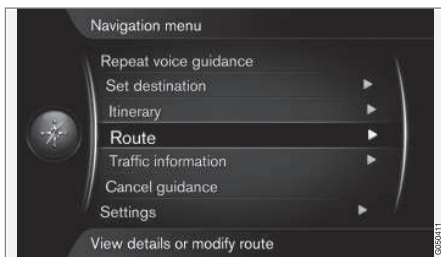 Navigation menu
Repeat voice guidance
Set destination
Itinerary
Route
Traffic information
Cancel guidance
Settings
View details or modify route
G050411